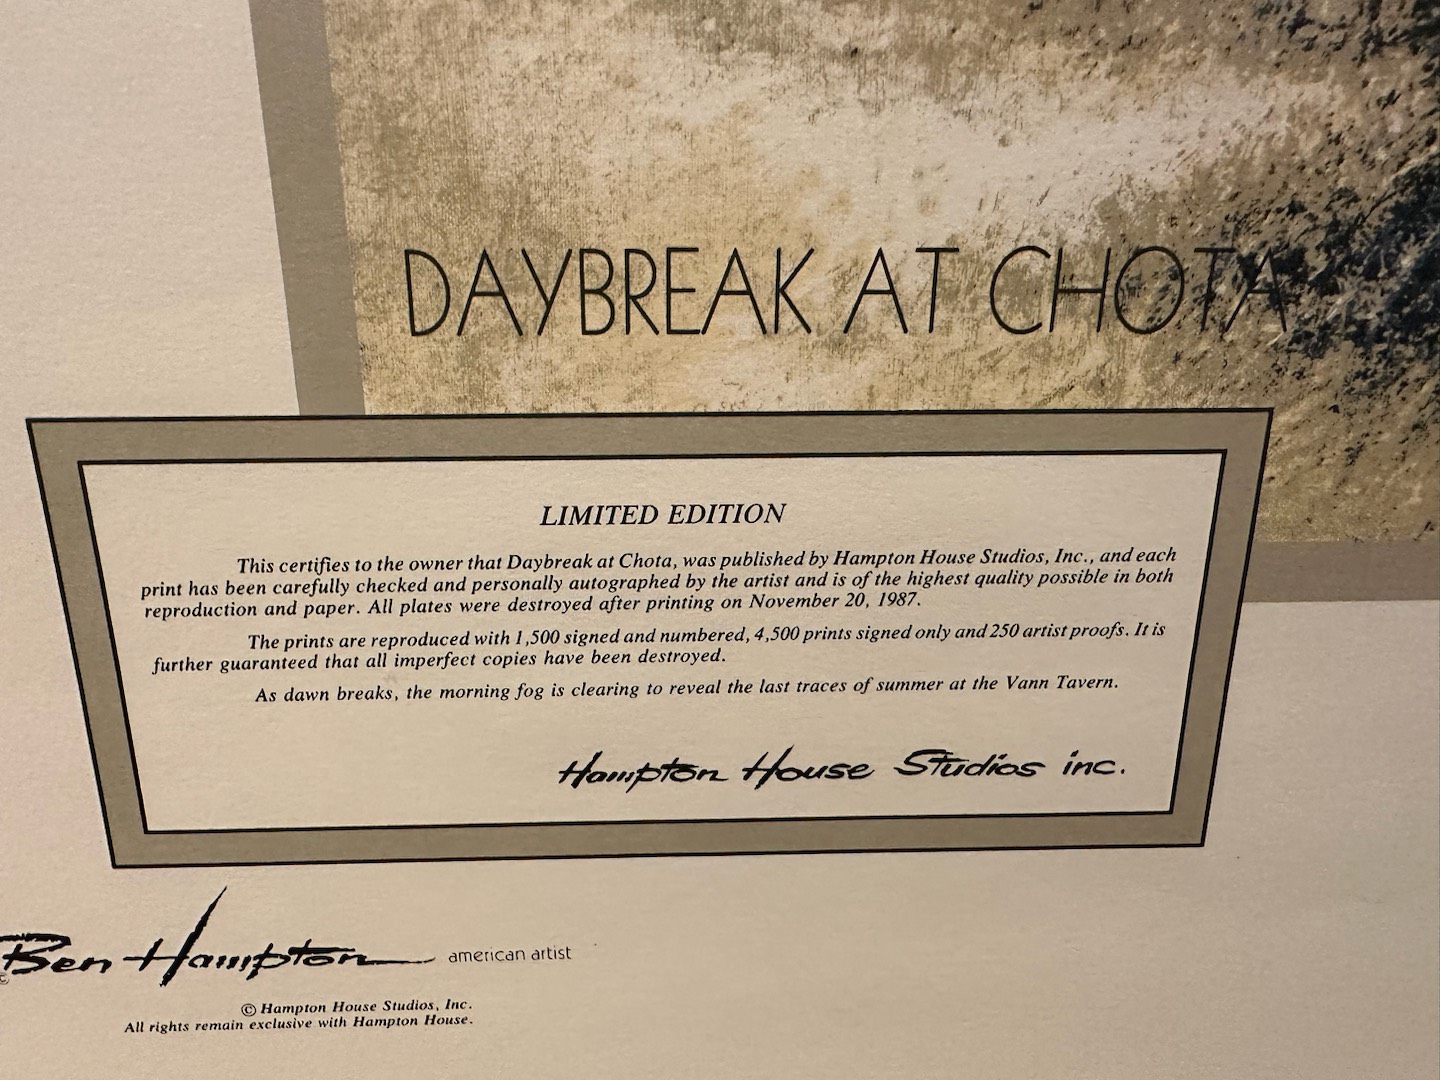 DAYBREAK AT CHOTA
LIMITED EDITION
This certifies to the owner that Daybreak at Chota, was published by Hampton House Studios, Inc., and each
print has been carefully checked and personally autographed by the artist and is of the highest quality possible in both
reproduction and paper. All plates were destroyed after printing on November 20, 1987.
The prints are reproduced with 1,500 signed and numbered, 4,500 prints signed only and 250 artist proofs. It is
further guaranteed that all imperfect copies have been destroyed.
As dawn breaks, the morning fog is clearing to reveal the last traces of summer at the Vann Tavern.
Hampton House Studios inc.
Ben Hampton american artist
©
© Hampton House Studios, Inc.
All rights remain exclusive with Hampton House.